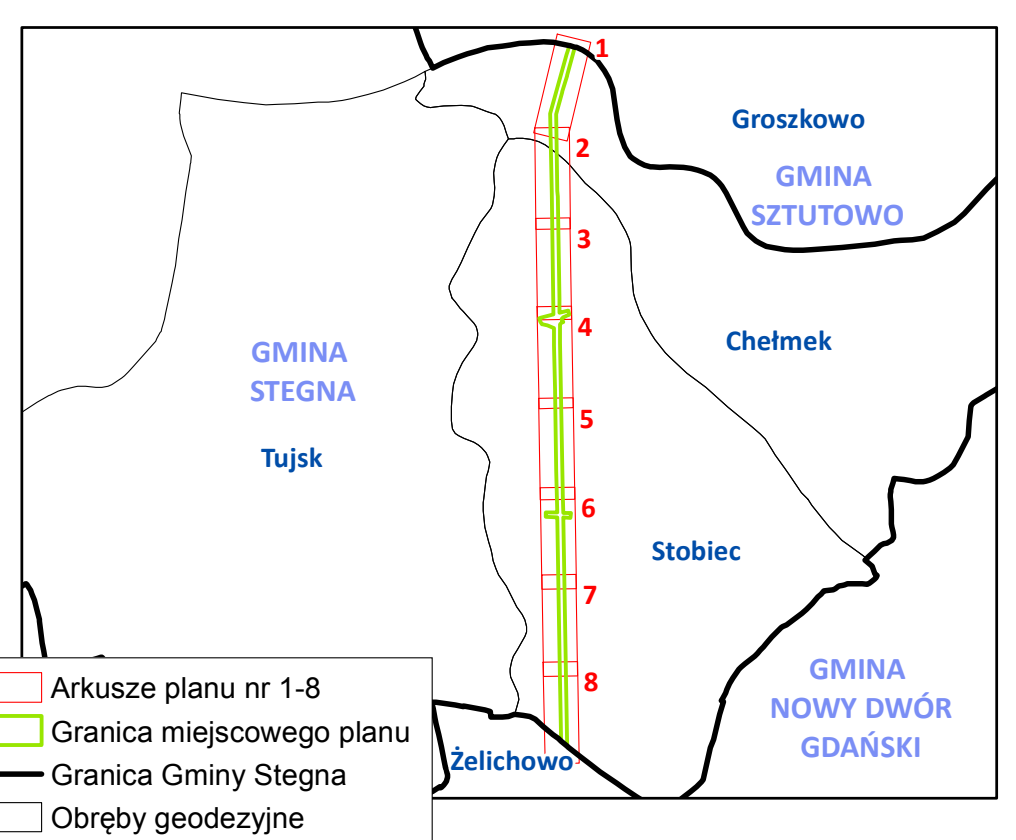 1
Groszkowo
2
GMINA
SZTUTOWO
3
4
Chełmek
GMINA
STEGNA
5
Tujsk
6
Stobiec
7
8
GMINA
NOWY DWÓR
GDAŃSKI
Żelichowo
Arkusze planu nr 1-8
Granica miejscowego planu
Granica Gminy Stegna
Obręby geodezyjne